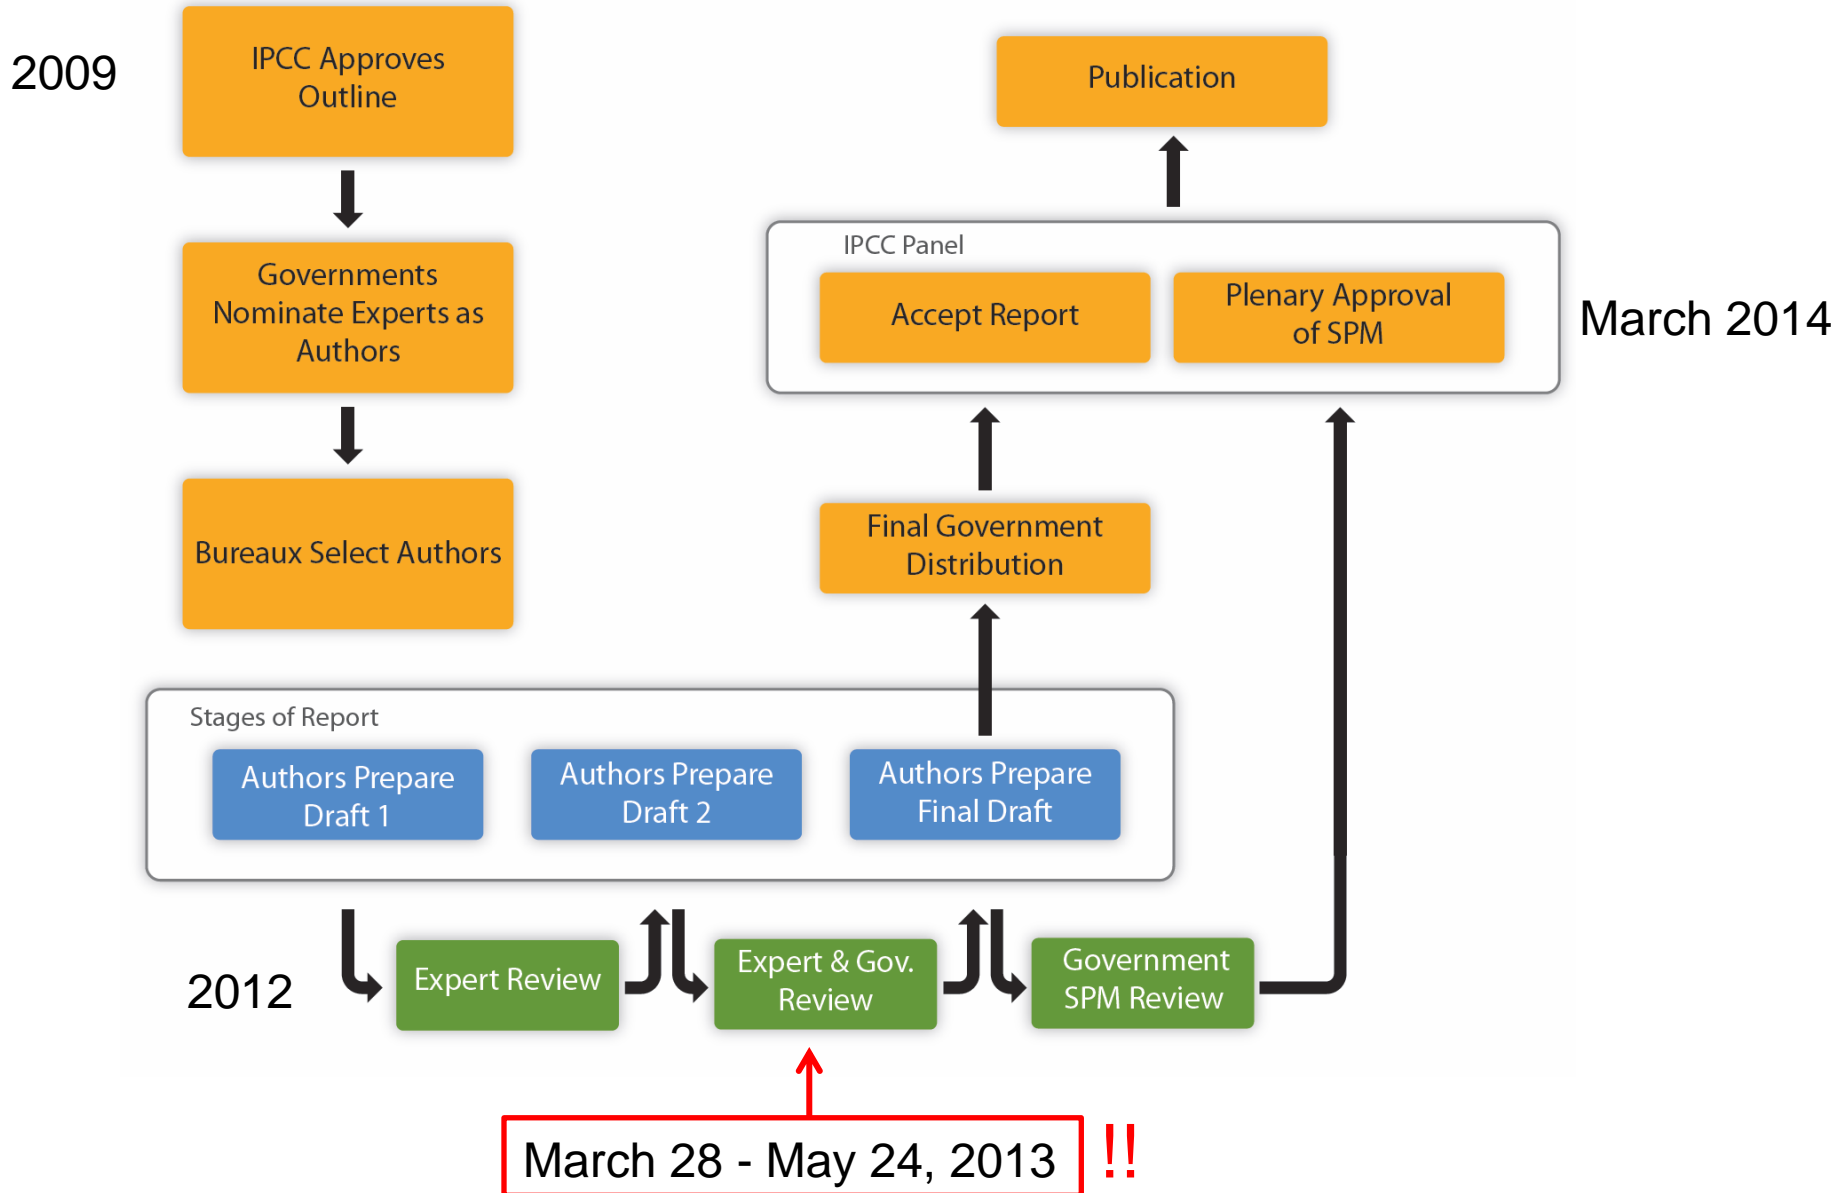 2009
IPCC Approves
Outline
Governments
Nominate Experts as
Authors
Bureaux Select Authors
Publication
IPCC Panel
Accept Report
Plenary Approval
of SPM
March 2014
Final Government
Distribution
Stages of Report
Authors Prepare
Draft 1
Authors Prepare
Draft 2
Authors Prepare
Final Draft
2012
Expert Review
Expert & Gov.
Review
Government
SPM Review
March 28 - May 24, 2013 !!